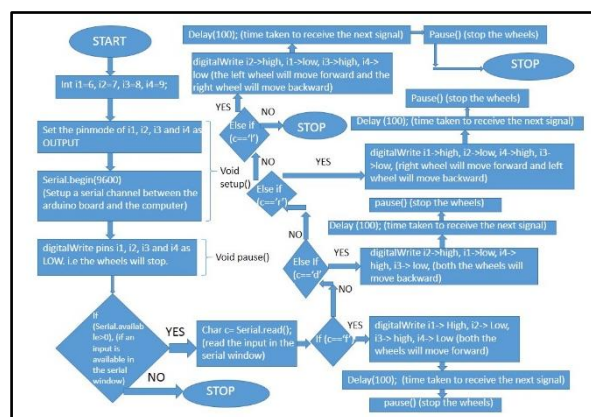 START
Int i1=6, i2=7, i3=8, i4=9;
Set the pinmode of i1, i2, i3 and i4 as
OUTPUT
Serial.begin(9600)
(Setup a serial channel between the
arduino board and the computer)
Void
setup()
digitalWrite pins i1, i2, i3 and i4 as
LOW. i.e the wheels will stop.
Void pause()
If
(Serial.availab
le>0), (if an
input is
available in
the serial
window)
YES
NO
STOP
Char c= Serial.read();
(read the input in the
serial window)
If (c=='f')
YES
digitalWrite i1-> High, i2-> Low,
i3-> high, i4-> Low (both the
wheels will move forward)
Delay(100); (time taken to receive the next signal)
pause() (stop the wheels)
NO
Else If
(c=='d'
YES
digitalWrite i2->high, i1->low, i4->
high, i3-> low, (both the wheels will
move backward)
Delay (100); (time taken to receive the next signal)
pause() (stop the wheels)
NO
Else if
(c=='r')
YES
digitalWrite i1->high, i2->low, i4->high, i3-
>low, (right wheel will move forward and left
wheel will move backward)
Delay (100); (time taken to receive the next signal)
Pause() (stop the wheels)
NO
Else if
(c=='l')
NO
STOP
YES
digitalWrite i2->high, i1->low, i3->high, i4->
low (the left wheel will move forward and the
right wheel will move backward)
Delay(100); (time taken to receive the next signal)
Pause() (stop the wheels)
STOP